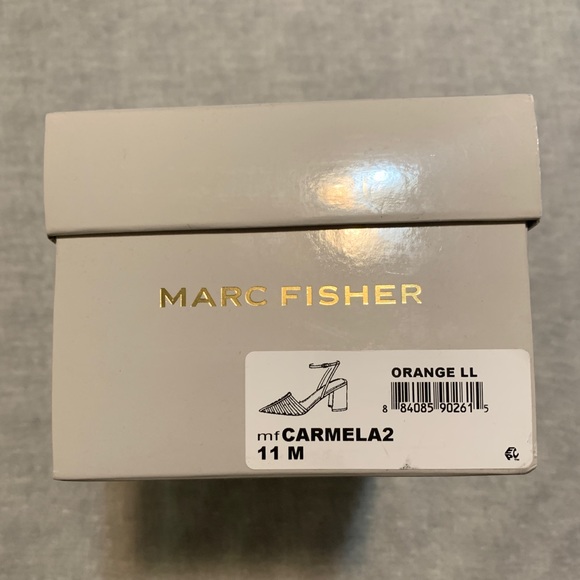 MARC FISHER
ORANGE LL
8 84085 90261 5
mfCARMELA2
11 M